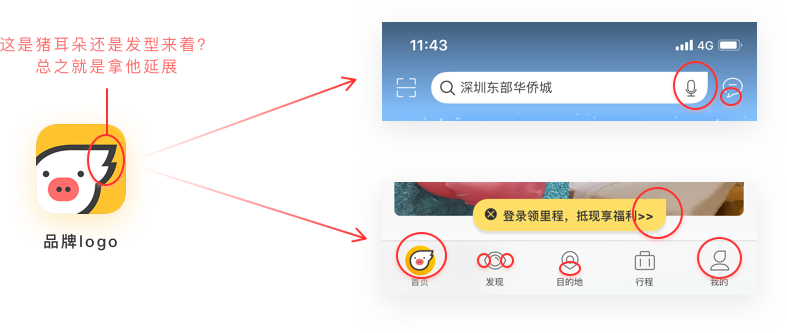 这是猪耳朵还是发型来着?
总之就是拿他延展
品牌logo
11:43
4G
深圳东部华侨城
登录领里程，抵现享福利>>
首页
发现
目的地
行程
我的